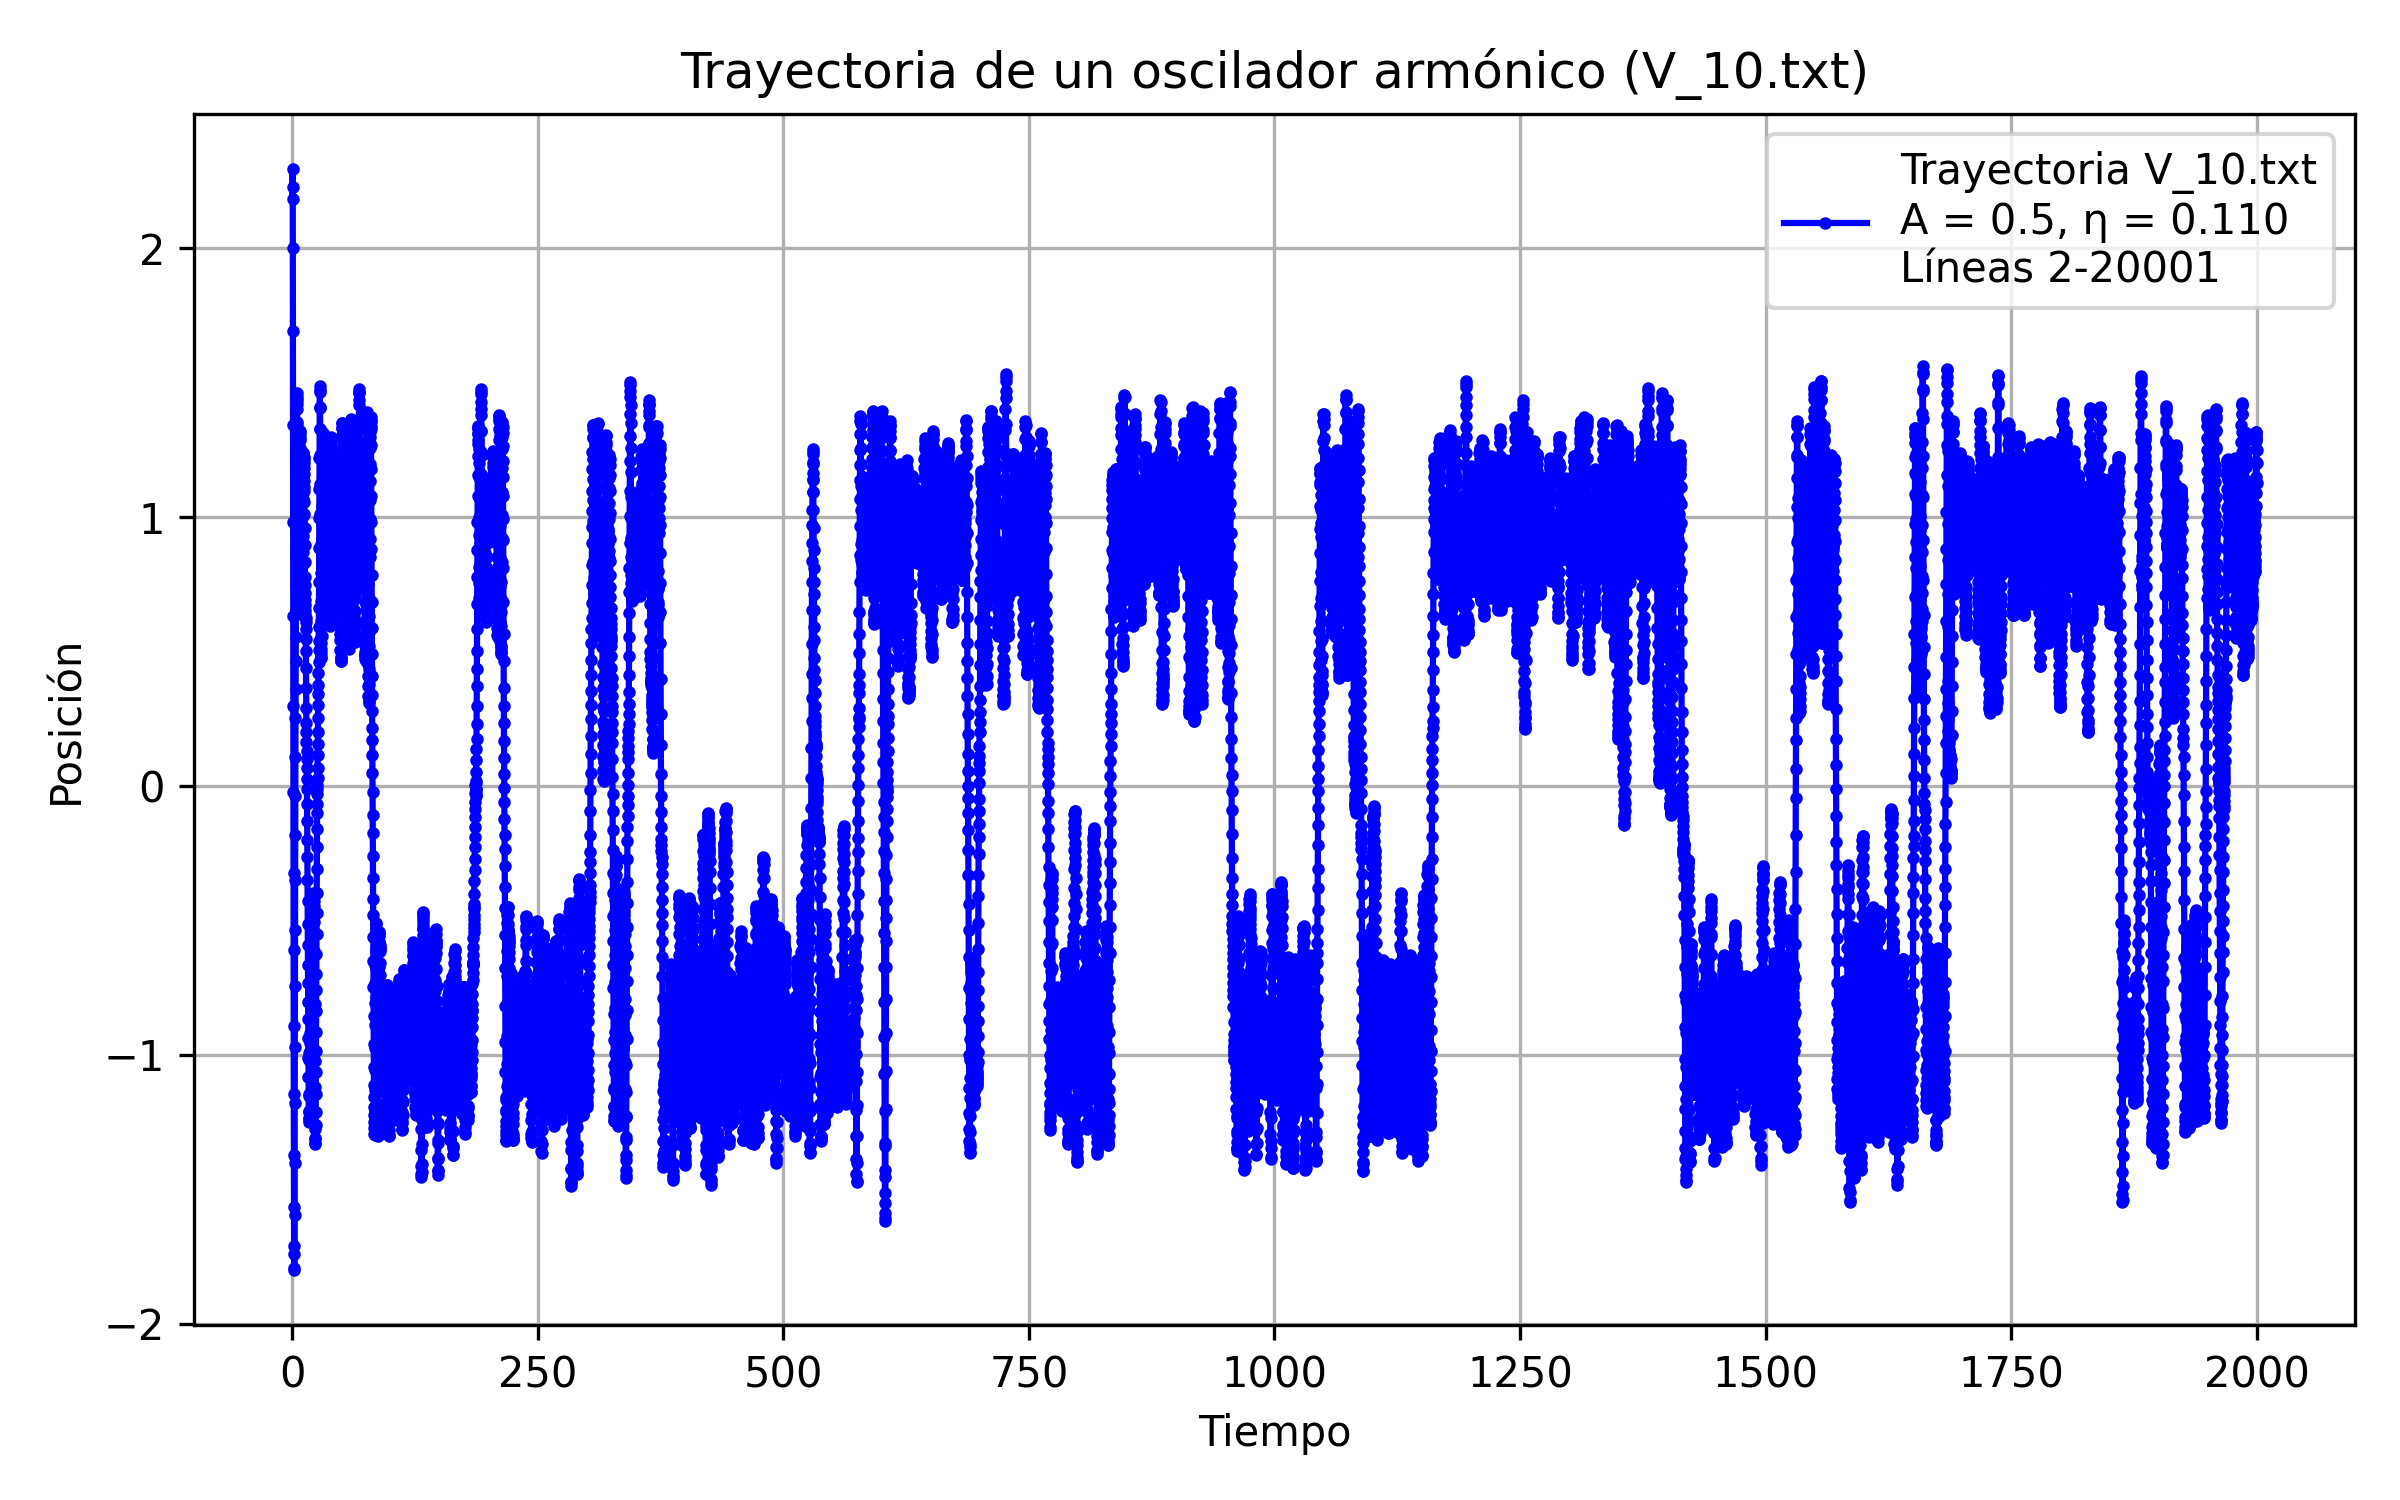 Trayectoria de un oscilador armónico (V_10.txt)
Trayectoria V_10.txt
A = 0.5, η = 0.110
Líneas 2-20001
2
1
0
−1
−2
Posición
0
250
500
750
1000
1250
1500
1750
2000
Tiempo